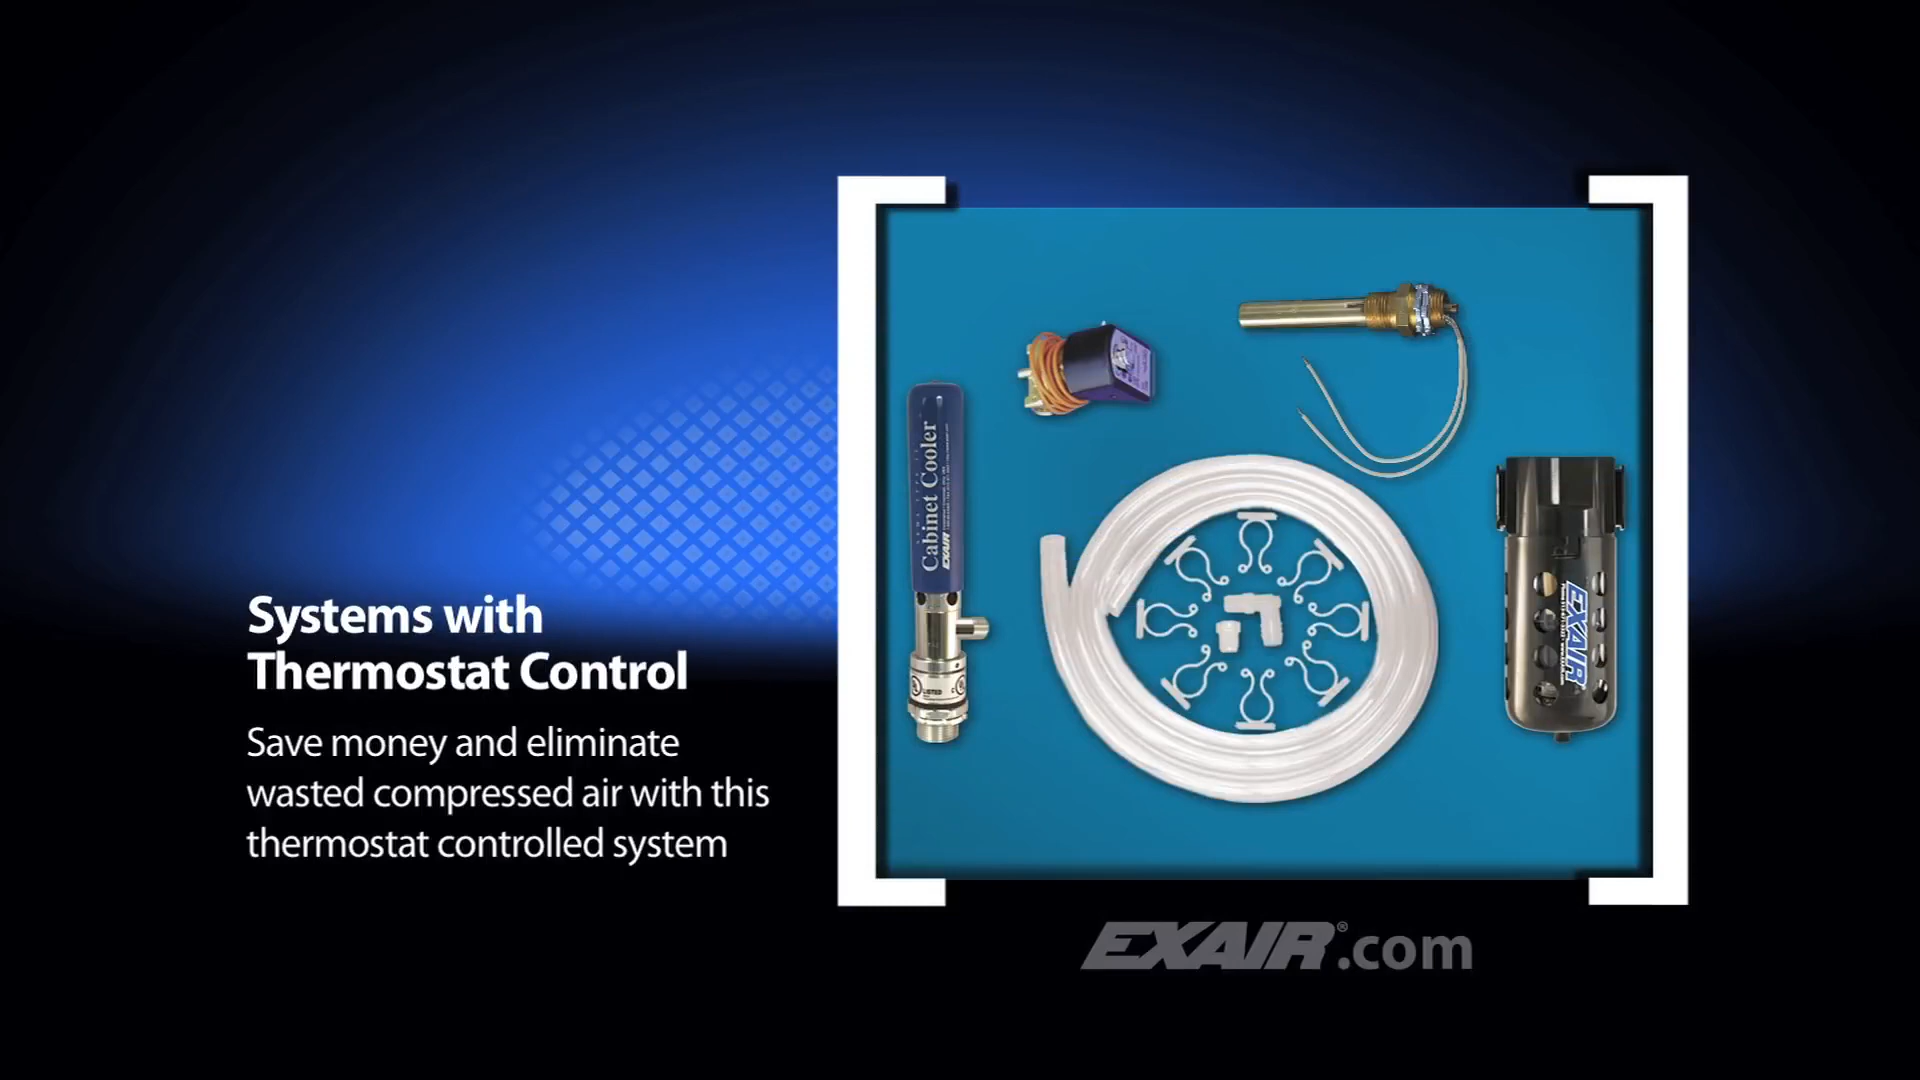 Systems with
Thermostat Control
Save money and eliminate
wasted compressed air with this
thermostat controlled system
Cabinet Cooler
EXAIR
LISTED
EXAIR
EXAIR®.com